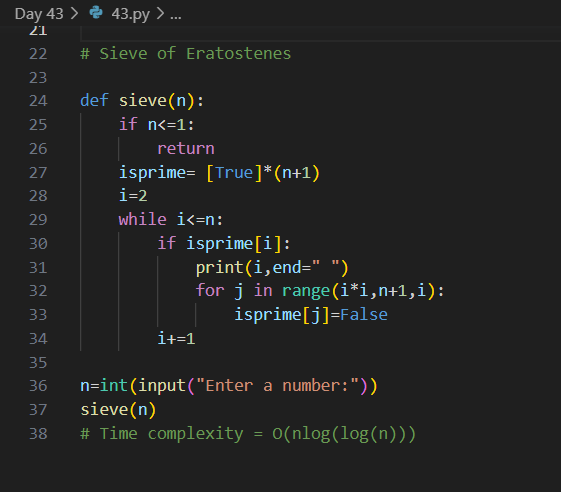 Day 43 > 43.py > ...
21
22 # Sieve of Eratostenes
23
24 def sieve(n):
25     if n<=1:
26         return
27     isprime= [True]*(n+1)
28     i=2
29     while i<=n:
30         if isprime[i]:
31             print(i,end=" ")
32             for j in range(i*i,n+1,i):
33                 isprime[j]=False
34         i+=1
35
36 n=int(input("Enter a number:"))
37 sieve(n)
38 # Time complexity = O(nlog(log(n)))